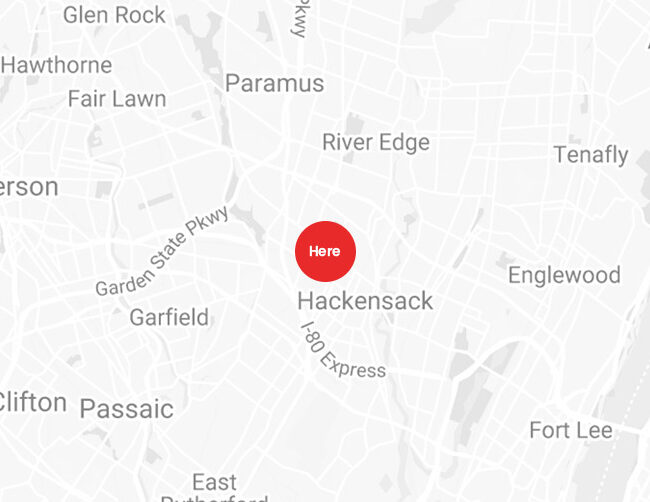 Glen Rock
Pkwy
Hawthorne
Paramus
Fair Lawn
River Edge
Tenafly
erson
Garden State Pkwy
Here
Englewood
Hackensack
Garfield
I-80 Express
Clifton
Passaic
Fort Lee
East
Rutherford